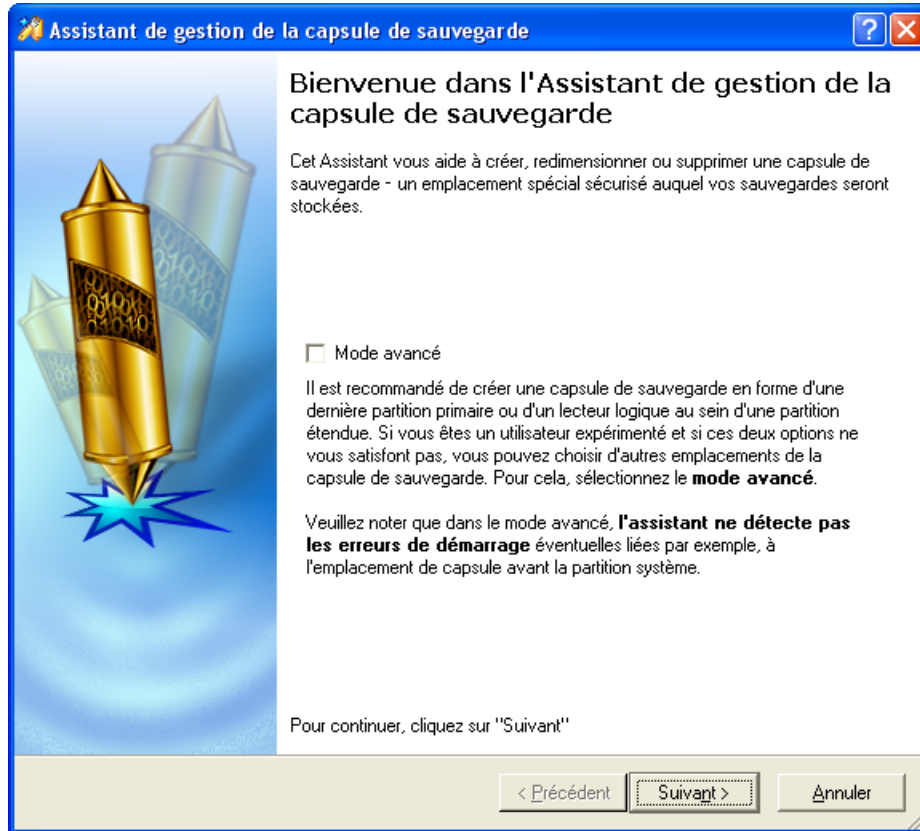 Assistant de gestion de la capsule de sauvegarde
Bienvenue dans l'Assistant de gestion de la
capsule de sauvegarde
Cet Assistant vous aide à créer, redimensionner ou supprimer une capsule de
sauvegarde - un emplacement spécial sécurisé auquel vos sauvegardes seront
stockées.
Mode avancé
Il est recommandé de créer une capsule de sauvegarde en forme d'une
dernière partition primaire ou d'un lecteur logique au sein d'une partition
étendue. Si vous êtes un utilisateur expérimenté et si ces deux options ne
vous satisfont pas, vous pouvez choisir d'autres emplacements de la
capsule de sauvegarde. Pour cela, sélectionnez le mode avancé.
Veuillez noter que dans le mode avancé, l'assistant ne détecte pas
les erreurs de démarrage éventuelles liées par exemple, à
l'emplacement de capsule avant la partition système.
Pour continuer, cliquez sur "Suivant"
< Précédent Suivant > Annuler